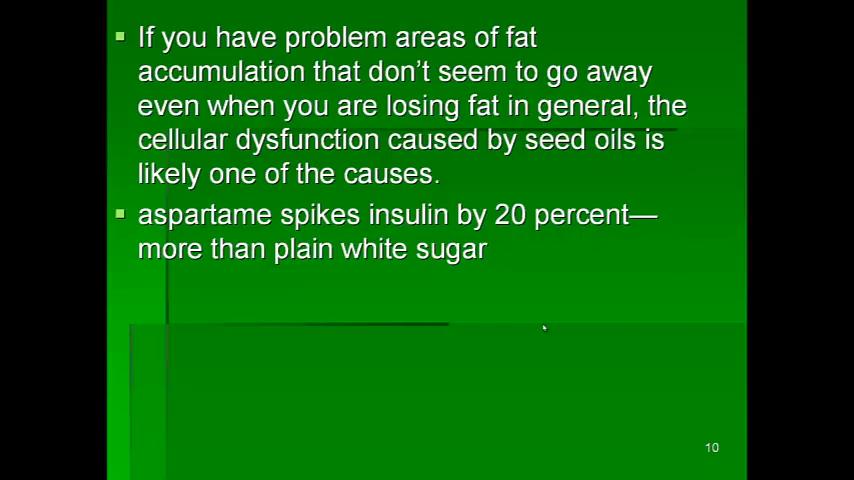 If you have problem areas of fat
accumulation that don't seem to go away
even when you are losing fat in general, the
cellular dysfunction caused by seed oils is
likely one of the causes.
aspartame spikes insulin by 20 percent—
more than plain white sugar
10